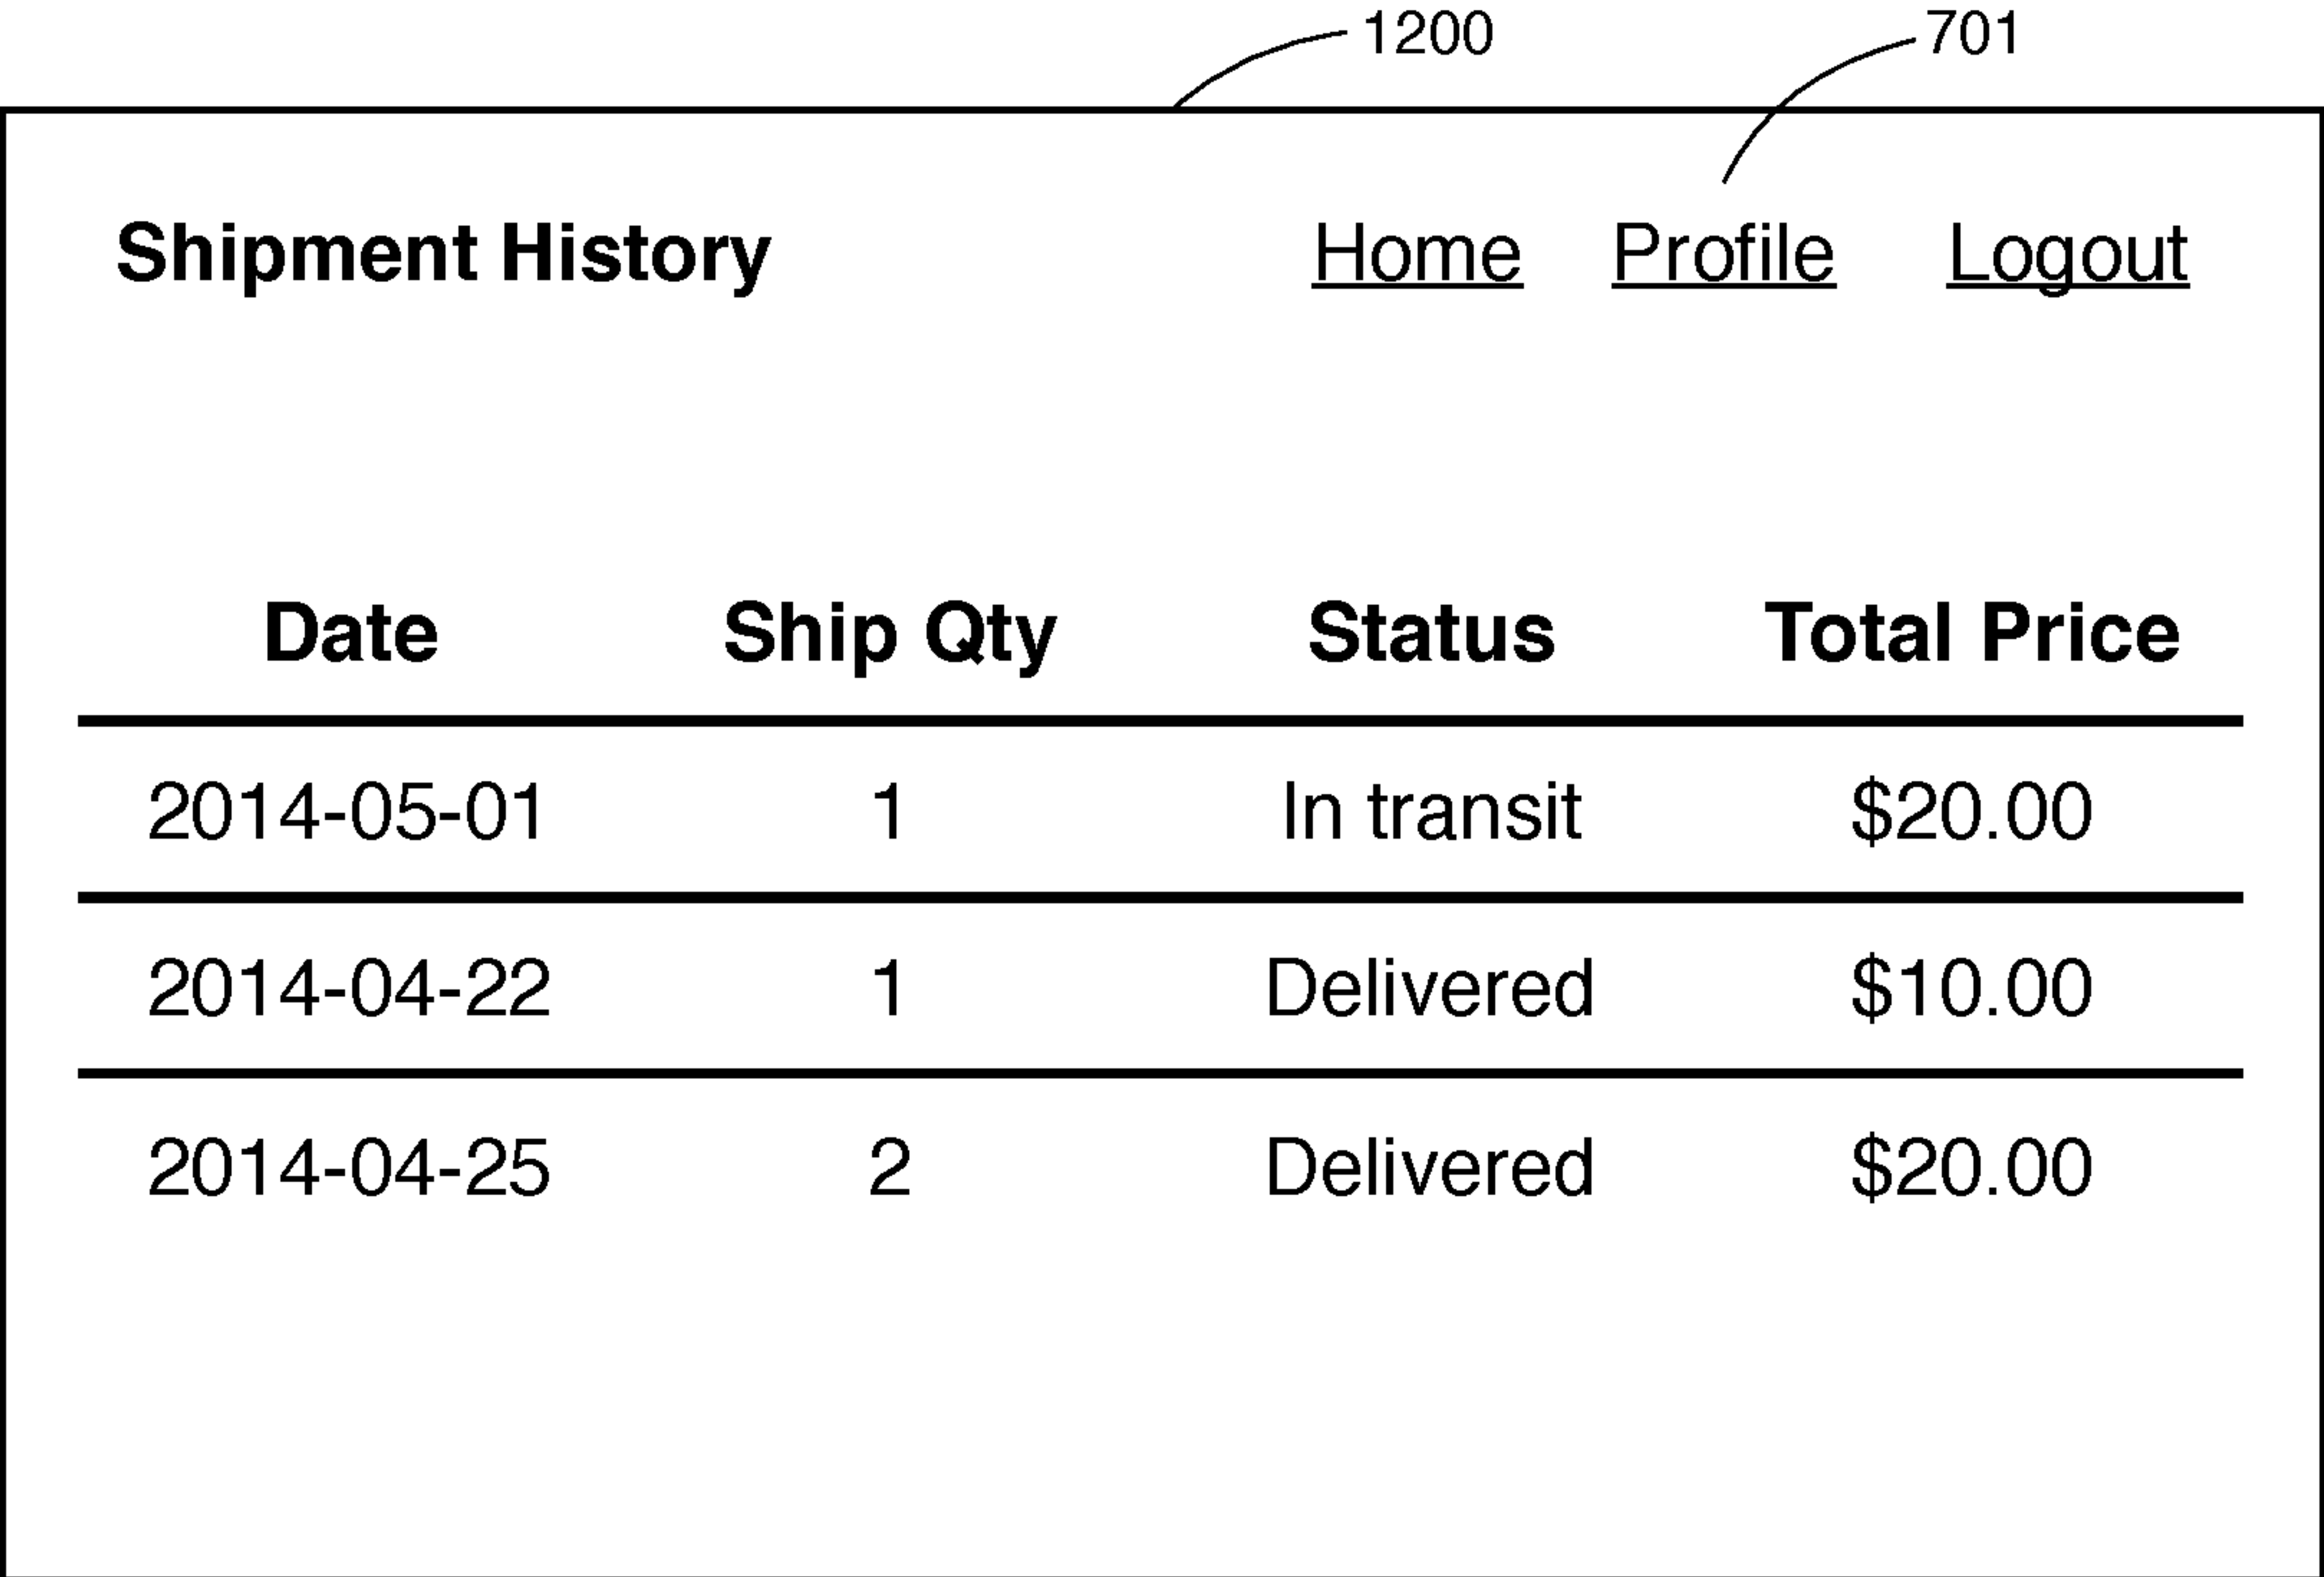 1200 701
Shipment History Home Profile Logout
Date Ship Qty Status Total Price
2014-05-01 1 In transit $20.00
2014-04-22 1 Delivered $10.00
2014-04-25 2 Delivered $20.00